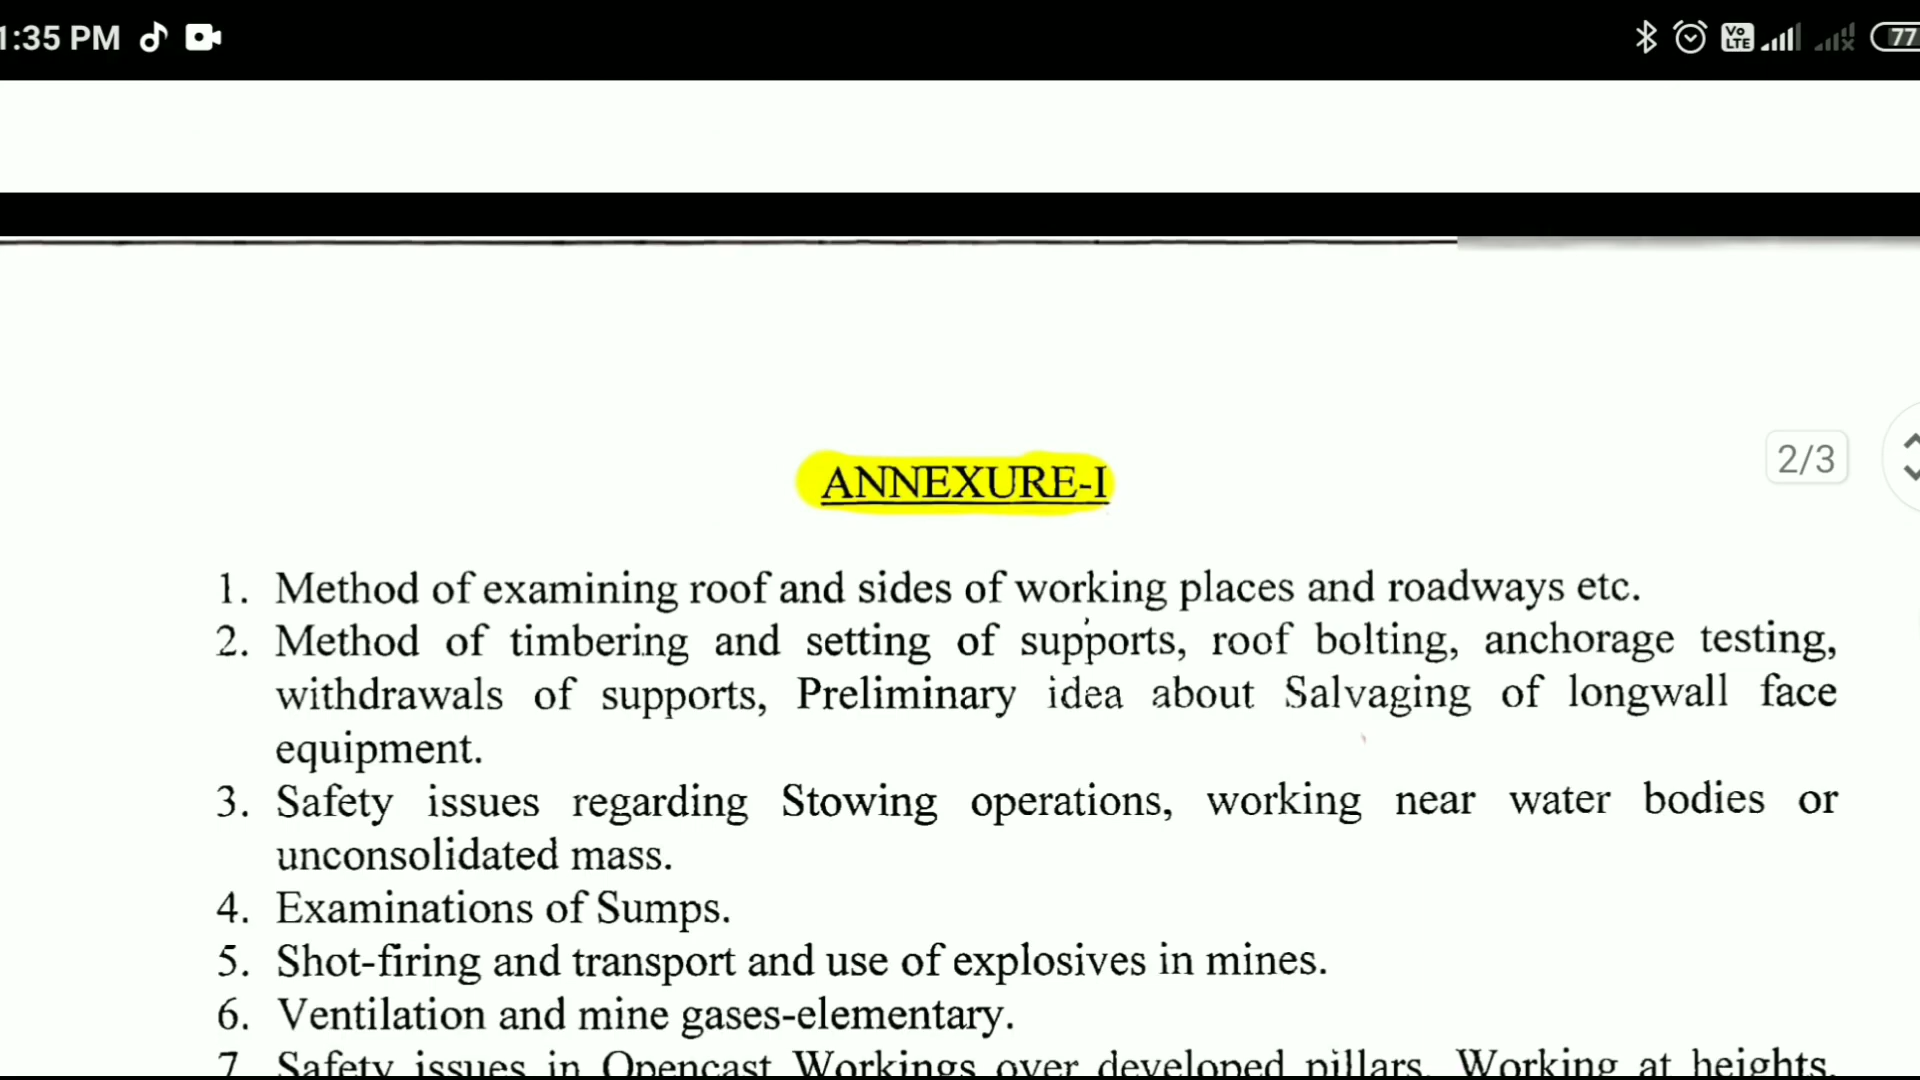 1:35 PM
Vo LTE
77
2/3
ANNEXURE-I
1. Method of examining roof and sides of working places and roadways etc.
2. Method of timbering and setting of supports, roof bolting, anchorage testing,
withdrawals of supports, Preliminary idea about Salvaging of longwall face
equipment.
3. Safety issues regarding Stowing operations, working near water bodies or
unconsolidated mass.
4. Examinations of Sumps.
5. Shot-firing and transport and use of explosives in mines.
6. Ventilation and mine gases-elementary.
7 Safety issues in Opencast Workings over developed pillars, Working at heights,